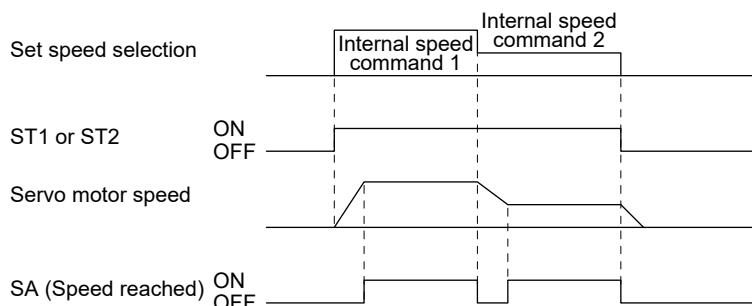 Set speed selection
Internal speed
command 1
Internal speed
command 2
ST1 or ST2
ON
OFF
Servo motor speed
SA (Speed reached)
ON
OFF